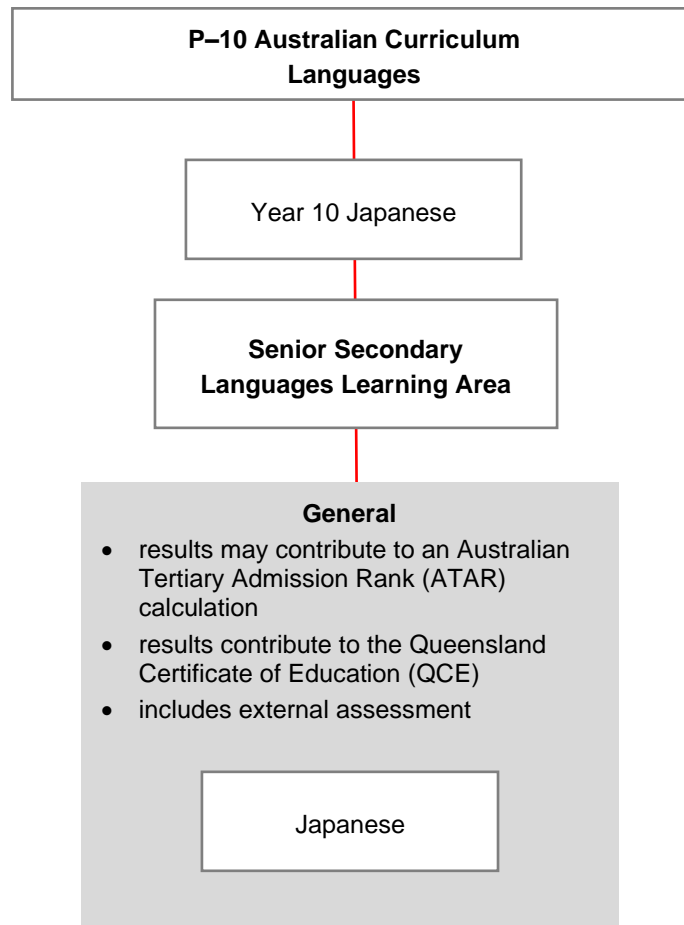 P–10 Australian Curriculum
Languages
Year 10 Japanese
Senior Secondary
Languages Learning Area
General
• results may contribute to an Australian
Tertiary Admission Rank (ATAR)
calculation
• results contribute to the Queensland
Certificate of Education (QCE)
• includes external assessment
Japanese